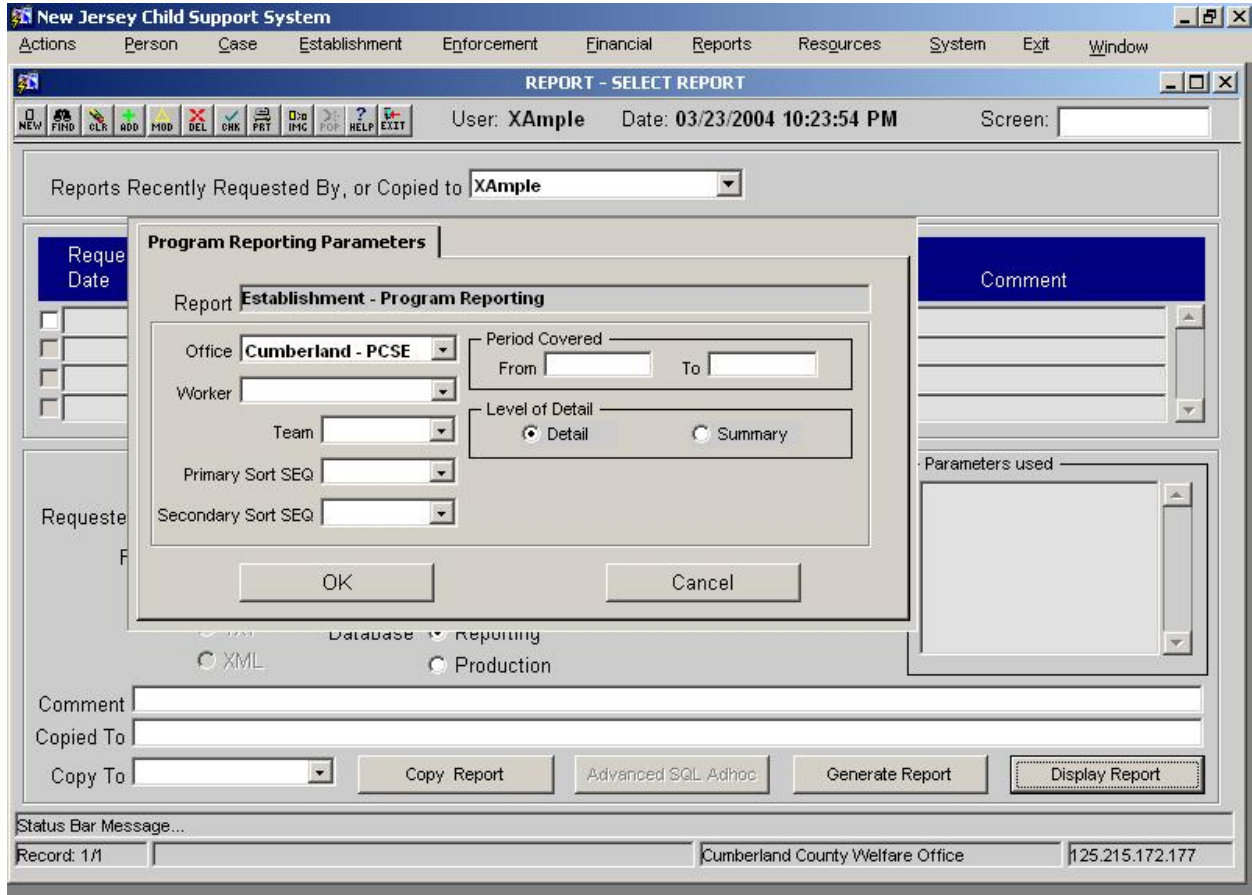 New Jersey Child Support System
Actions Person Case Establishment Enforcement Financial Reports Resources System Exit Window
REPORT - SELECT REPORT
NEW FIND CLR ADD MOD DEL CHK PRT IMG POP HELP EXIT User: XAmple Date: 03/23/2004 10:23:54 PM Screen:
Reports Recently Requested By, or Copied to XAmple
Program Reporting Parameters
Reque
Date
Comment
Report Establishment - Program Reporting
Office Cumberland - PCSE
Period Covered
From To
Worker
Level of Detail
Team
Detail Summary
Primary Sort SEQ
Secondary Sort SEQ
Parameters used
Requeste
F
OK Cancel
Database Reporting
XML Production
Comment
Copied To
Copy To Copy Report Advanced SQL Adhoc Generate Report Display Report
Status Bar Message...
Record: 1/1 Cumberland County Welfare Office 125.215.172.177